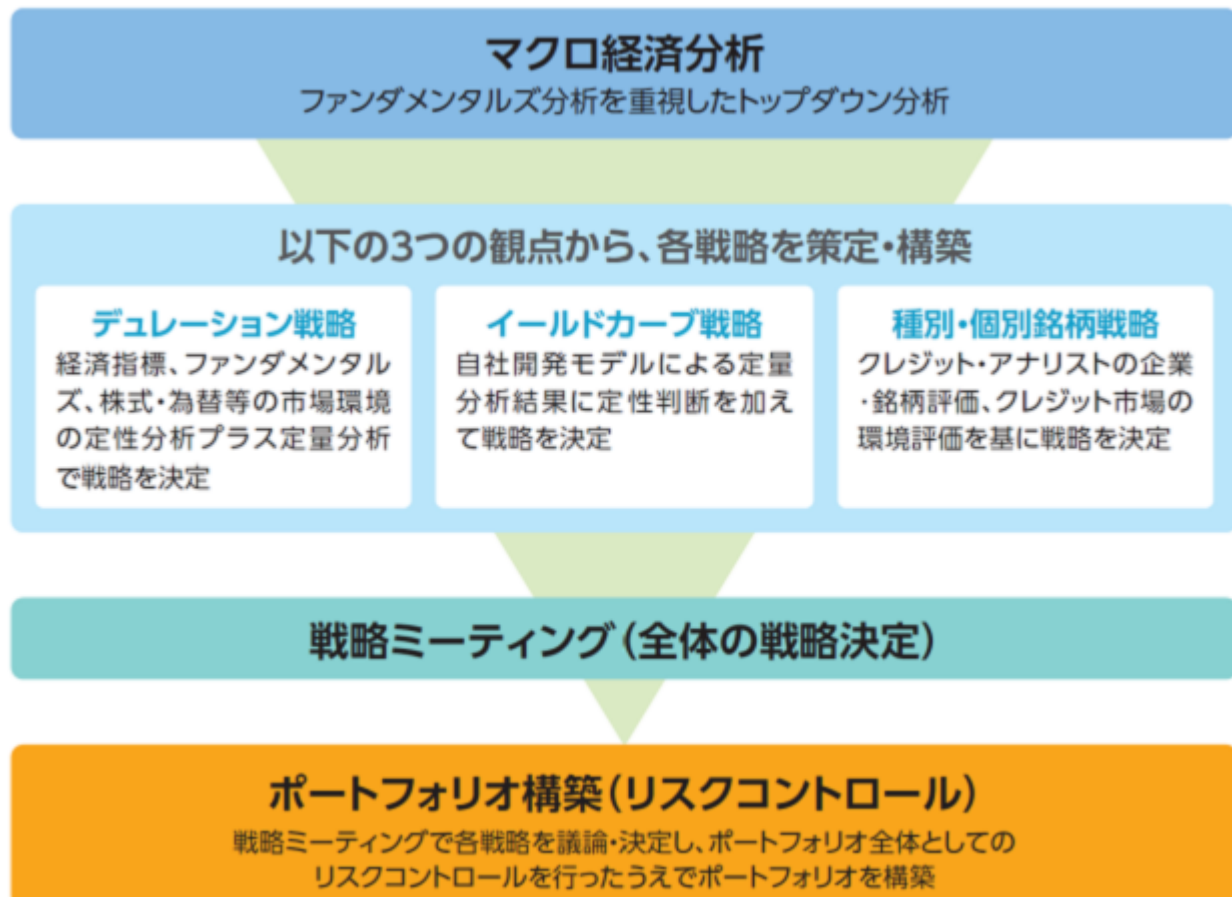 マクロ経済分析
ファンダメンタルズ分析を重視したトップダウン分析
以下の3つの観点から、各戦略を策定・構築
デュレーション戦略
経済指標、ファンダメンタル
ズ、株式・為替等の市場環境
の定性分析プラス定量分析
で戦略を決定
イールドカーブ戦略
自社開発モデルによる定量
分析結果に定性判断を加え
て戦略を決定
種別・個別銘柄戦略
クレジット・アナリストの企業
・銘柄評価、クレジット市場の
環境評価を基に戦略を決定
戦略ミーティング(全体の戦略決定)
ポートフォリオ構築(リスクコントロール)
戦略ミーティングで各戦略を議論・決定し、ポートフォリオ全体としての
リスクコントロールを行ったうえでポートフォリオを構築